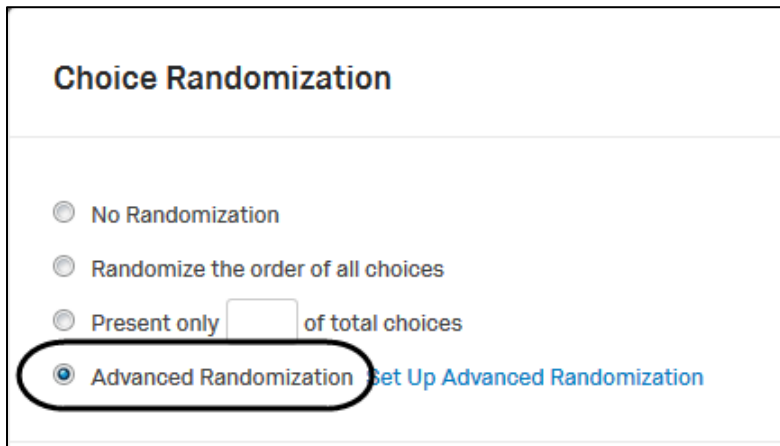 Choice Randomization
No Randomization
Randomize the order of all choices
Present only of total choices
Advanced Randomization Set Up Advanced Randomization